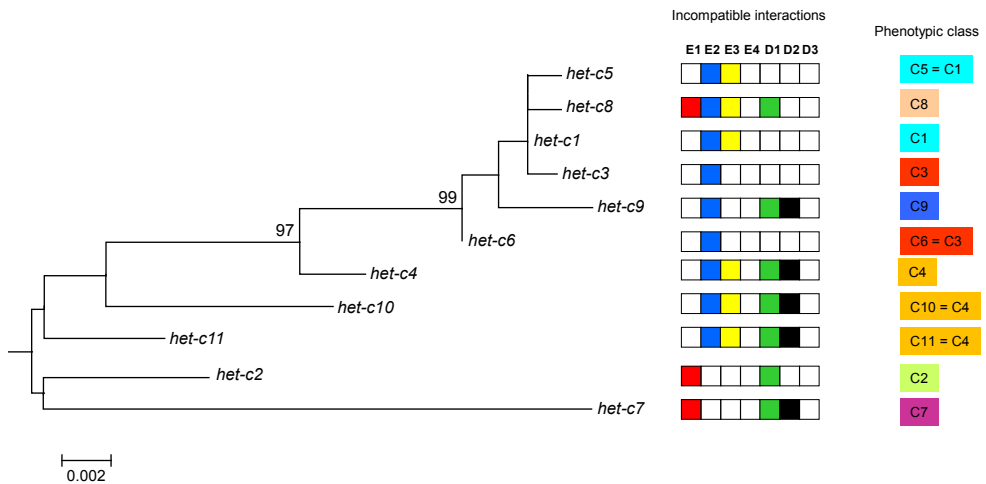 Incompatible interactions
Phenotypic class
E1 E2 E3 E4 D1 D2 D3
het-c5 C5 = C1
het-c8 C8
het-c1 C1
het-c3 C3
99
het-c9 C9
97
het-c6 C6 = C3
het-c4 C4
het-c10 C10 = C4
het-c11 C11 = C4
het-c2 C2
het-c7 C7
0.002